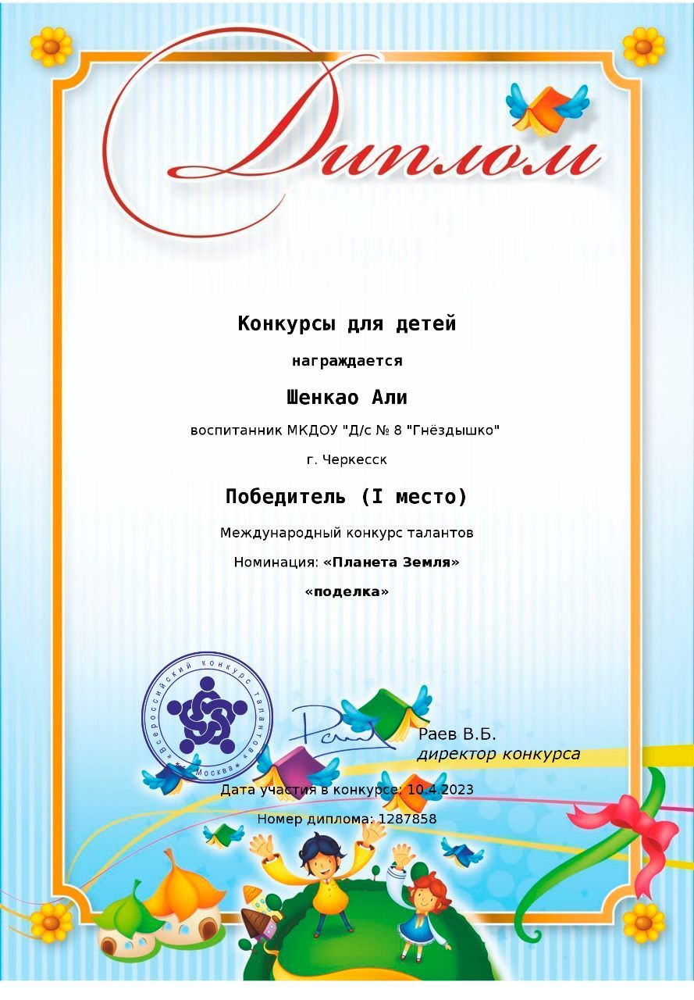 Диплом
Конкурсы для детей
награждается
Шенкао Али
воспитанник МКДОУ "Д/с № 8 "Гнёздышко"
г. Черкесск
Победитель (I место)
Международный конкурс талантов
Номинация: «Планета Земля»
«поделка»
«Всероссийский конкурс талантов»
* г. Москва *
Раев В.Б.
директор конкурса
Дата участия в конкурсе: 10.4.2023
Номер диплома: 1287858